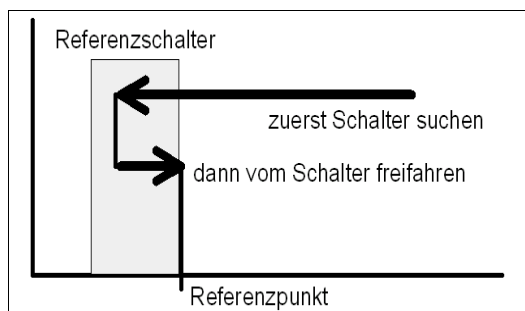 Referenzschalter
zuerst Schalter suchen
dann vom Schalter freifahren
Referenzpunkt